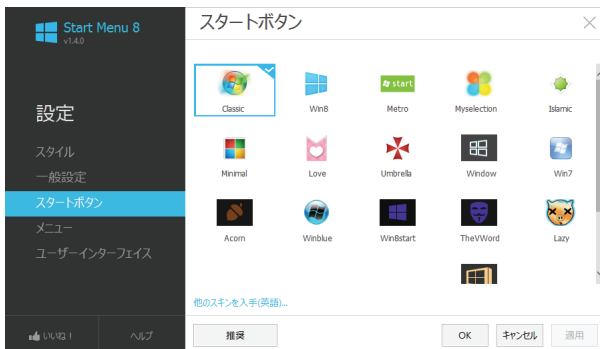 Start Menu 8
v1.4.0
設定
スタイル
一般設定
スタートボタン
メニュー
ユーザーインターフェイス
いいね！
ヘルプ
スタートボタン
Classic
Win8
start
Metro
Myselection
Islamic
Minimal
Love
Umbrella
Window
Win7
Acorn
Winblue
Win8start
TheVWord
Lazy
他のスキンを入手(英語)...
推奨
OK
キャンセル
適用